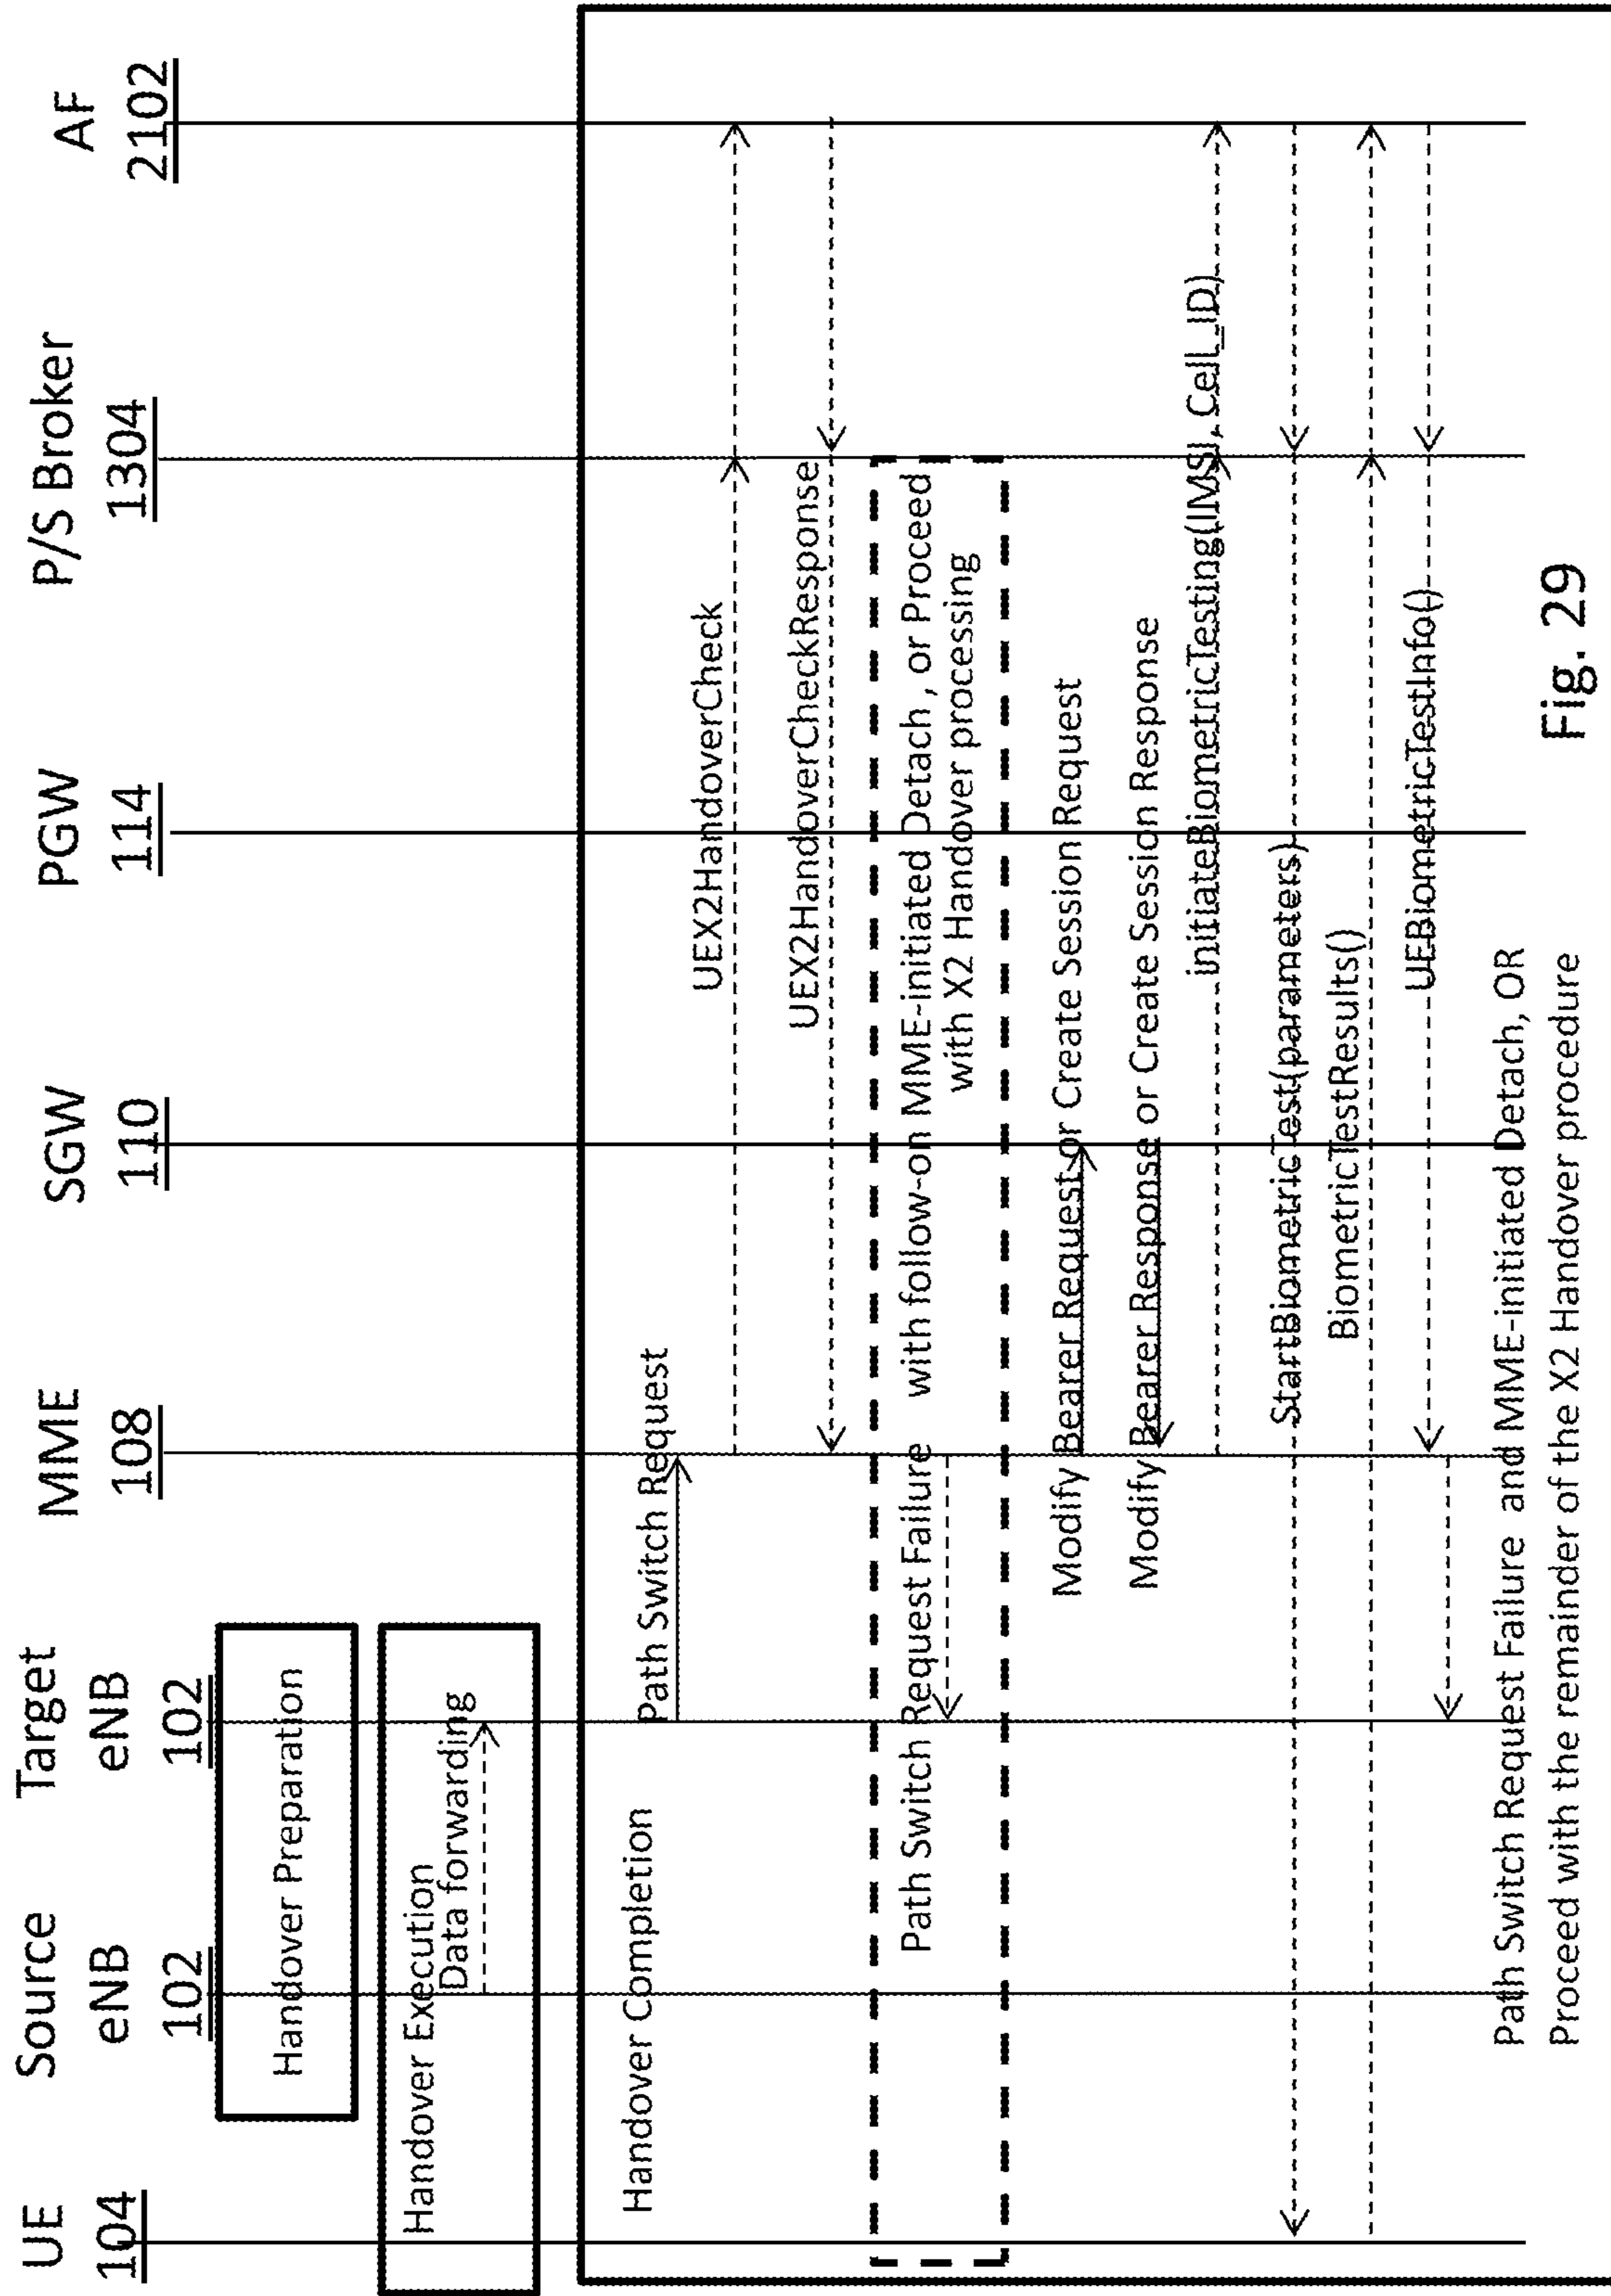 UE
104
Source
eNB
102
Target
eNB
102
MME
108
SGW
110
PGW
114
P/S Broker
1304
AF
2102
Handover Preparation
Handover Execution
Data forwarding
Handover Completion
Path Switch Request
UEX2HandoverCheck
UEX2HandoverCheckResponse
Path Switch Request Failure with follow-on MME-initiated Detach , or Proceed
with X2 Handover processing
Modify Bearer Request or Create Session Request
Modify Bearer Response or Create Session Response
initiateBiometricTesting(IMSI, Cell_ID)
StartBiometricTest(parameters)
BiometricTestResults()
UEBiometricTestInfo()
Path Switch Request Failure and MME-initiated Detach, OR
Proceed with the remainder of the X2 Handover procedure
Fig. 29